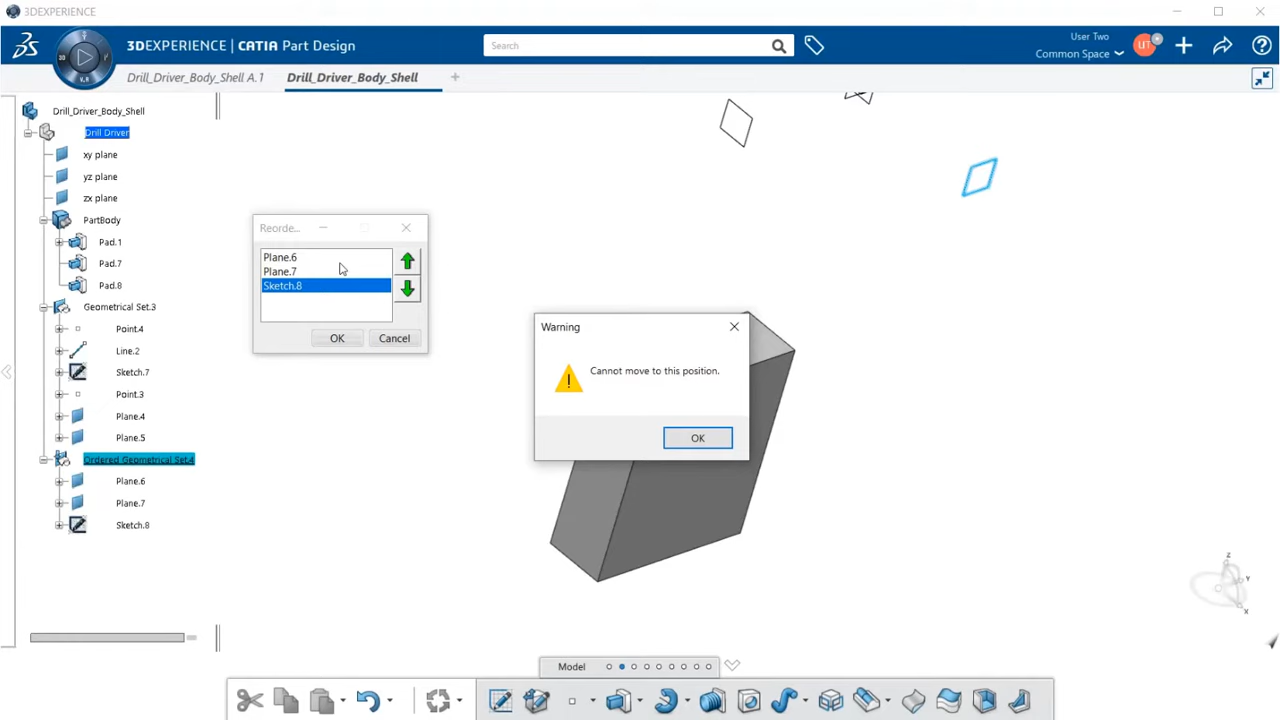 3DEXPERIENCE
3DEXPERIENCE | CATIA Part Design
Search
User Two
Common Space
UT
3D
V.R
Drill_Driver_Body_Shell A.1
Drill_Driver_Body_Shell
+
Drill_Driver_Body_Shell
Drill Driver
xy plane
yz plane
zx plane
PartBody
Pad.1
Pad.7
Pad.8
Geometrical Set.3
Point.4
Line.2
Sketch.7
Point.3
Plane.4
Plane.5
Ordered Geometrical Set.4
Plane.6
Plane.7
Sketch.8
Reorde...
Plane.6
Plane.7
Sketch.8
OK
Cancel
Warning
Cannot move to this position.
OK
Z
Y
X
Model